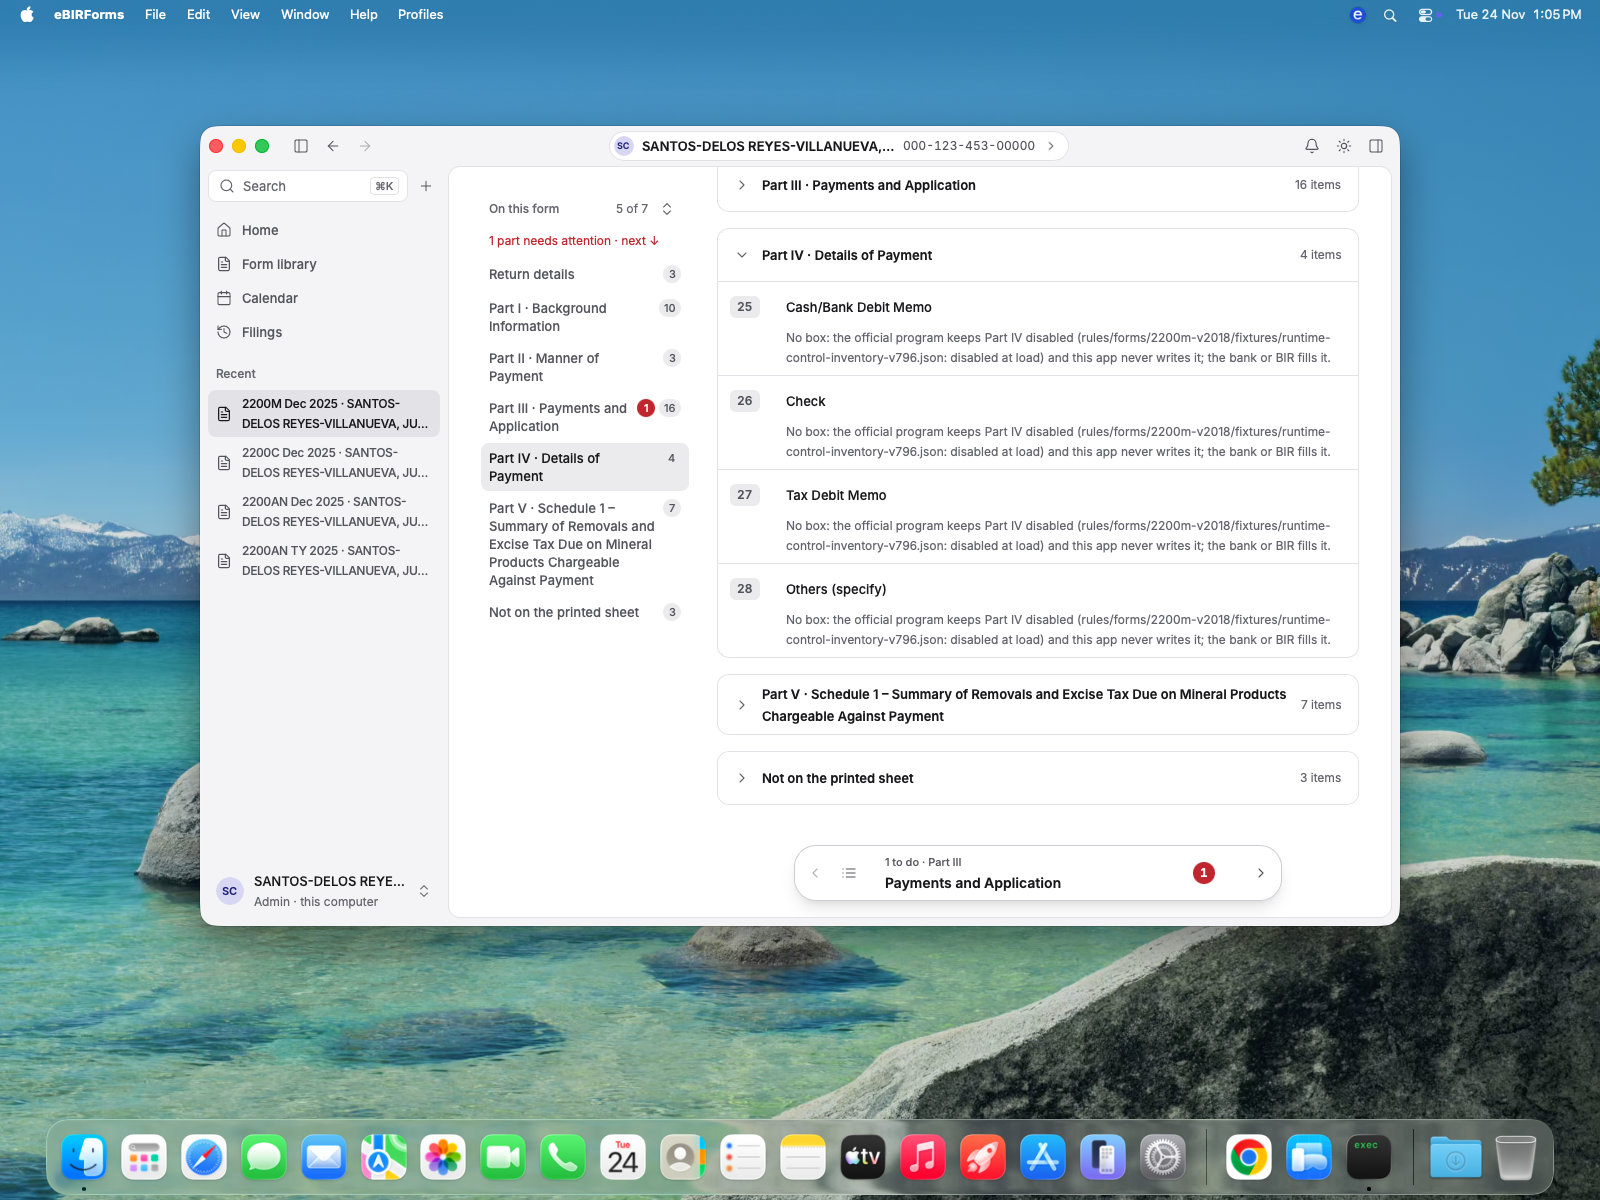 eBIRForms File Edit View Window Help Profiles
e
Tue 24 Nov 1:05 PM
SC SANTOS-DELOS REYES-VILLANUEVA,... 000-123-453-00000
Search ⌘K
Home
Form library
Calendar
Filings
Recent
2200M Dec 2025 · SANTOS-
DELOS REYES-VILLANUEVA, JU...
2200C Dec 2025 · SANTOS-
DELOS REYES-VILLANUEVA, JU...
2200AN Dec 2025 · SANTOS-
DELOS REYES-VILLANUEVA, JU...
2200AN TY 2025 · SANTOS-
DELOS REYES-VILLANUEVA, JU...
SC
SANTOS-DELOS REYE...
Admin · this computer
On this form 5 of 7
1 part needs attention · next ↓
Return details 3
Part I · Background 10
Information
Part II · Manner of 3
Payment
Part III · Payments and 1 16
Application
Part IV · Details of 4
Payment
Part V · Schedule 1 – 7
Summary of Removals and
Excise Tax Due on Mineral
Products Chargeable
Against Payment
Not on the printed sheet 3
Part III · Payments and Application 16 items
Part IV · Details of Payment 4 items
25 Cash/Bank Debit Memo
No box: the official program keeps Part IV disabled (rules/forms/2200m-v2018/fixtures/runtime-
control-inventory-v796.json: disabled at load) and this app never writes it; the bank or BIR fills it.
26 Check
No box: the official program keeps Part IV disabled (rules/forms/2200m-v2018/fixtures/runtime-
control-inventory-v796.json: disabled at load) and this app never writes it; the bank or BIR fills it.
27 Tax Debit Memo
No box: the official program keeps Part IV disabled (rules/forms/2200m-v2018/fixtures/runtime-
control-inventory-v796.json: disabled at load) and this app never writes it; the bank or BIR fills it.
28 Others (specify)
No box: the official program keeps Part IV disabled (rules/forms/2200m-v2018/fixtures/runtime-
control-inventory-v796.json: disabled at load) and this app never writes it; the bank or BIR fills it.
Part V · Schedule 1 – Summary of Removals and Excise Tax Due on Mineral Products
Chargeable Against Payment
7 items
Not on the printed sheet 3 items
1 to do · Part III
Payments and Application
1
Tue
24
tv
exec